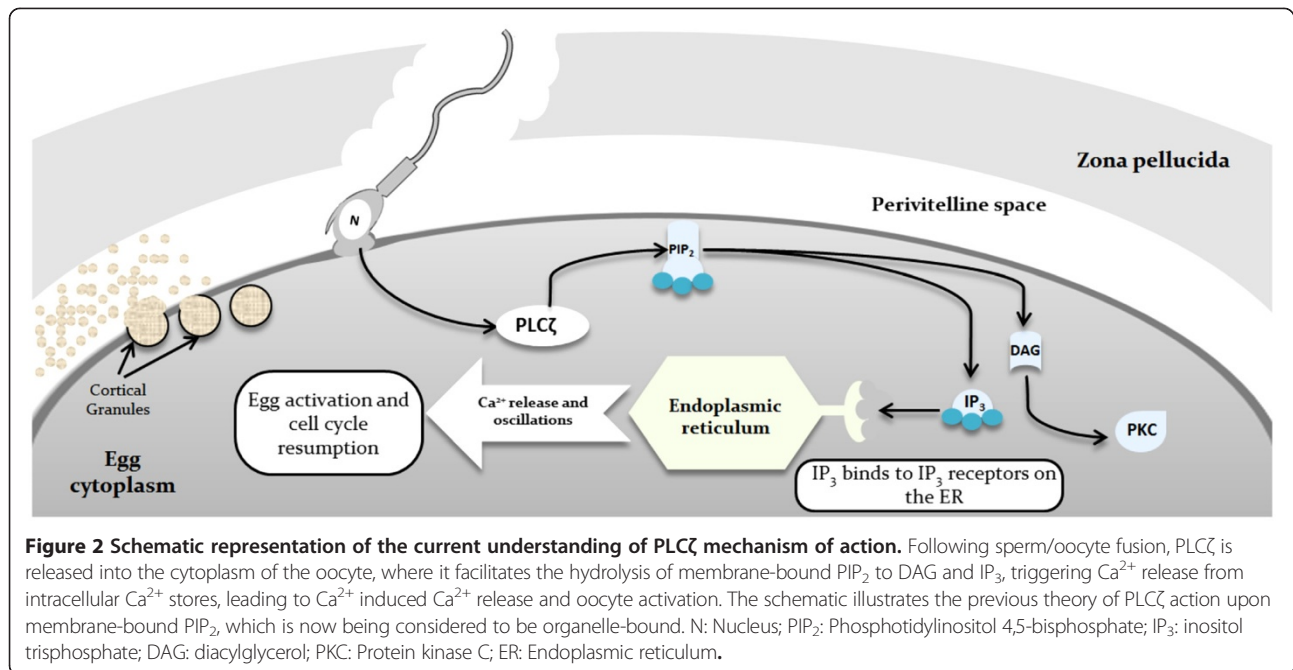 Zona pellucida
Perivitelline space
N
PIP₂
PLCζ
DAG
Cortical
Granules
Egg activation and
cell cycle
resumption
Ca²⁺ release and
oscillations
Endoplasmic
reticulum
IP₃
PKC
Egg
cytoplasm
IP₃ binds to IP₃ receptors on
the ER
Figure 2 Schematic representation of the current understanding of PLCζ mechanism of action. Following sperm/oocyte fusion, PLCζ is
released into the cytoplasm of the oocyte, where it facilitates the hydrolysis of membrane-bound PIP₂ to DAG and IP₃, triggering Ca²⁺ release from
intracellular Ca²⁺ stores, leading to Ca²⁺ induced Ca²⁺ release and oocyte activation. The schematic illustrates the previous theory of PLCζ action upon
membrane-bound PIP₂, which is now being considered to be organelle-bound. N: Nucleus; PIP₂: Phosphotidylinositol 4,5-bisphosphate; IP₃: inositol
trisphosphate; DAG: diacylglycerol; PKC: Protein kinase C; ER: Endoplasmic reticulum.